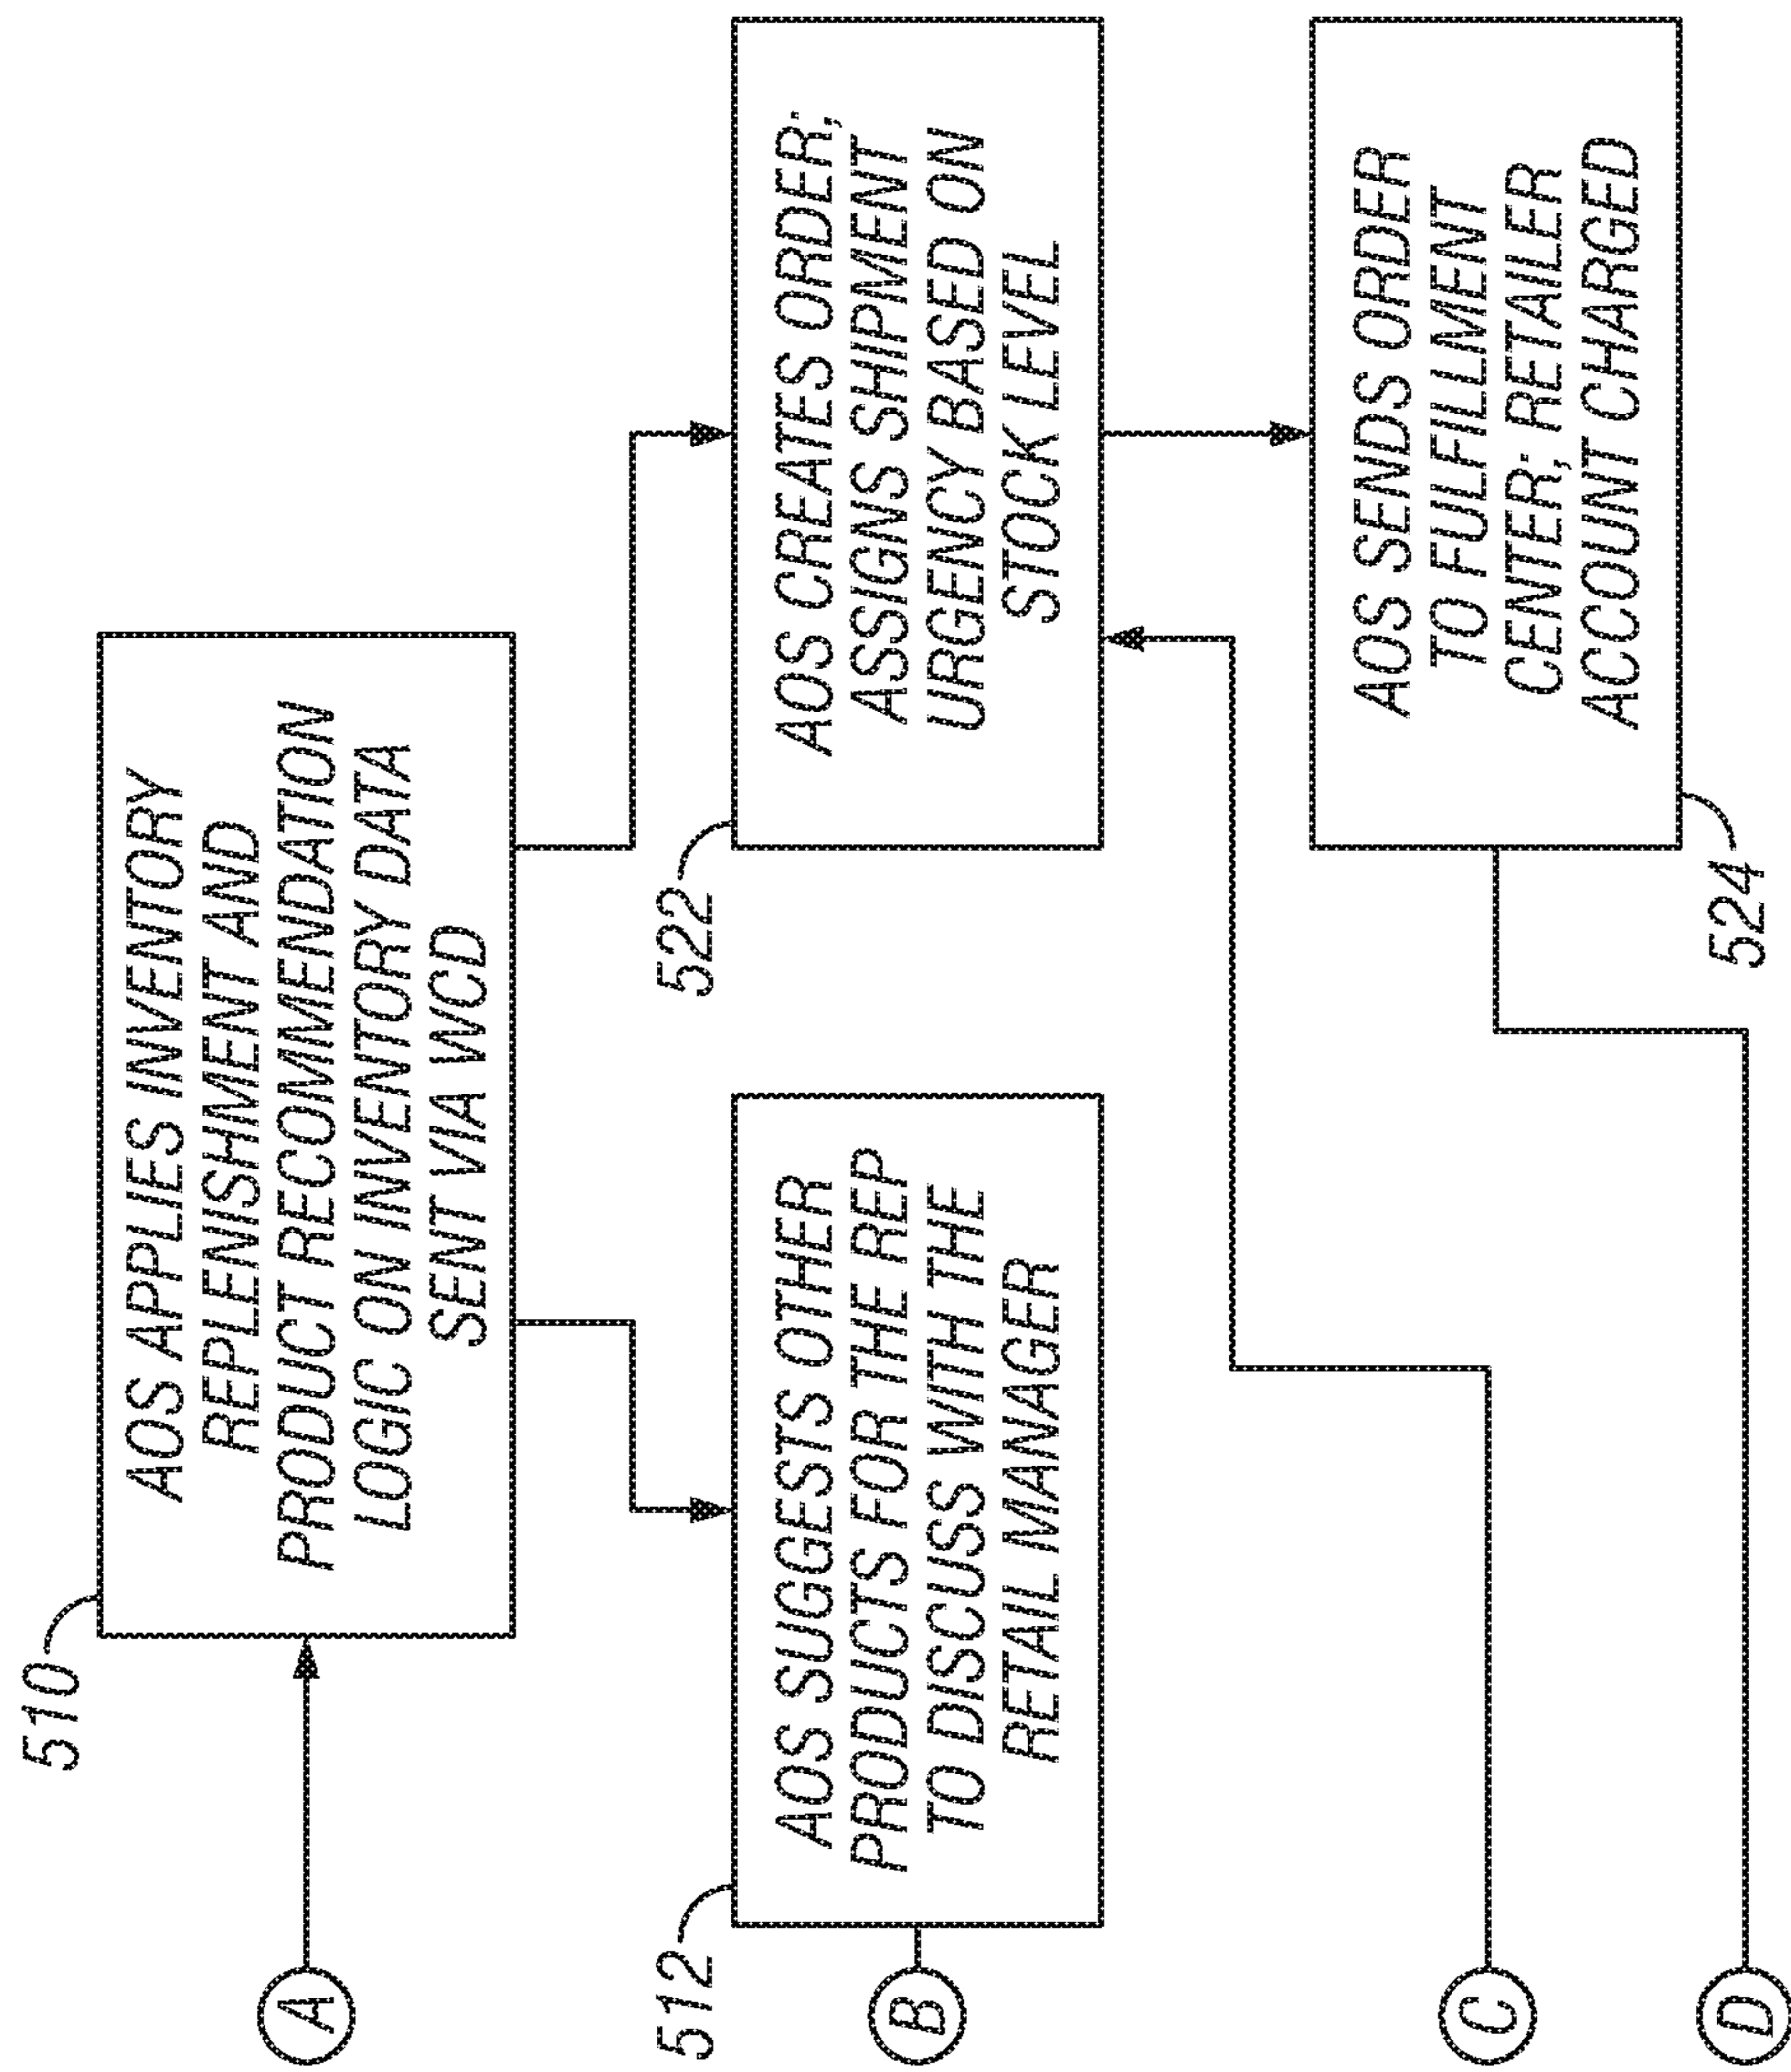 510
AOS APPLIES INVENTORY
REPLENISHMENT AND
PRODUCT RECOMMENDATION
LOGIC ON INVENTORY DATA
SENT VIA WCD
A
512
AOS SUGGESTS OTHER
PRODUCTS FOR THE REP
TO DISCUSS WITH THE
RETAIL MANAGER
B
522
AOS CREATES ORDER;
ASSIGNS SHIPMENT
URGENCY BASED ON
STOCK LEVEL
C
AOS SENDS ORDER
TO FULFILLMENT
CENTER; RETAILER
ACCOUNT CHARGED
524
D